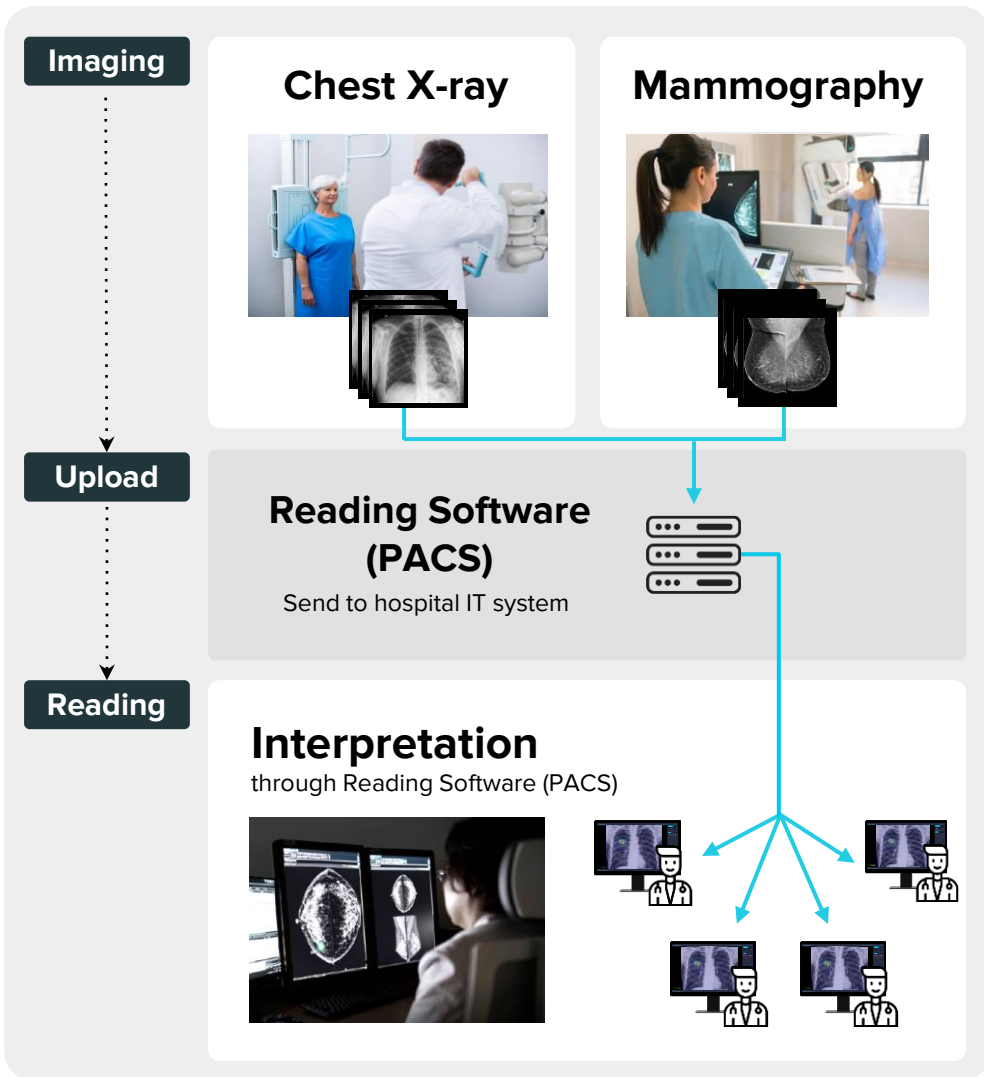 Imaging
Chest X-ray
Mammography
Upload
Reading Software
(PACS)
Send to hospital IT system
Reading
Interpretation
through Reading Software (PACS)